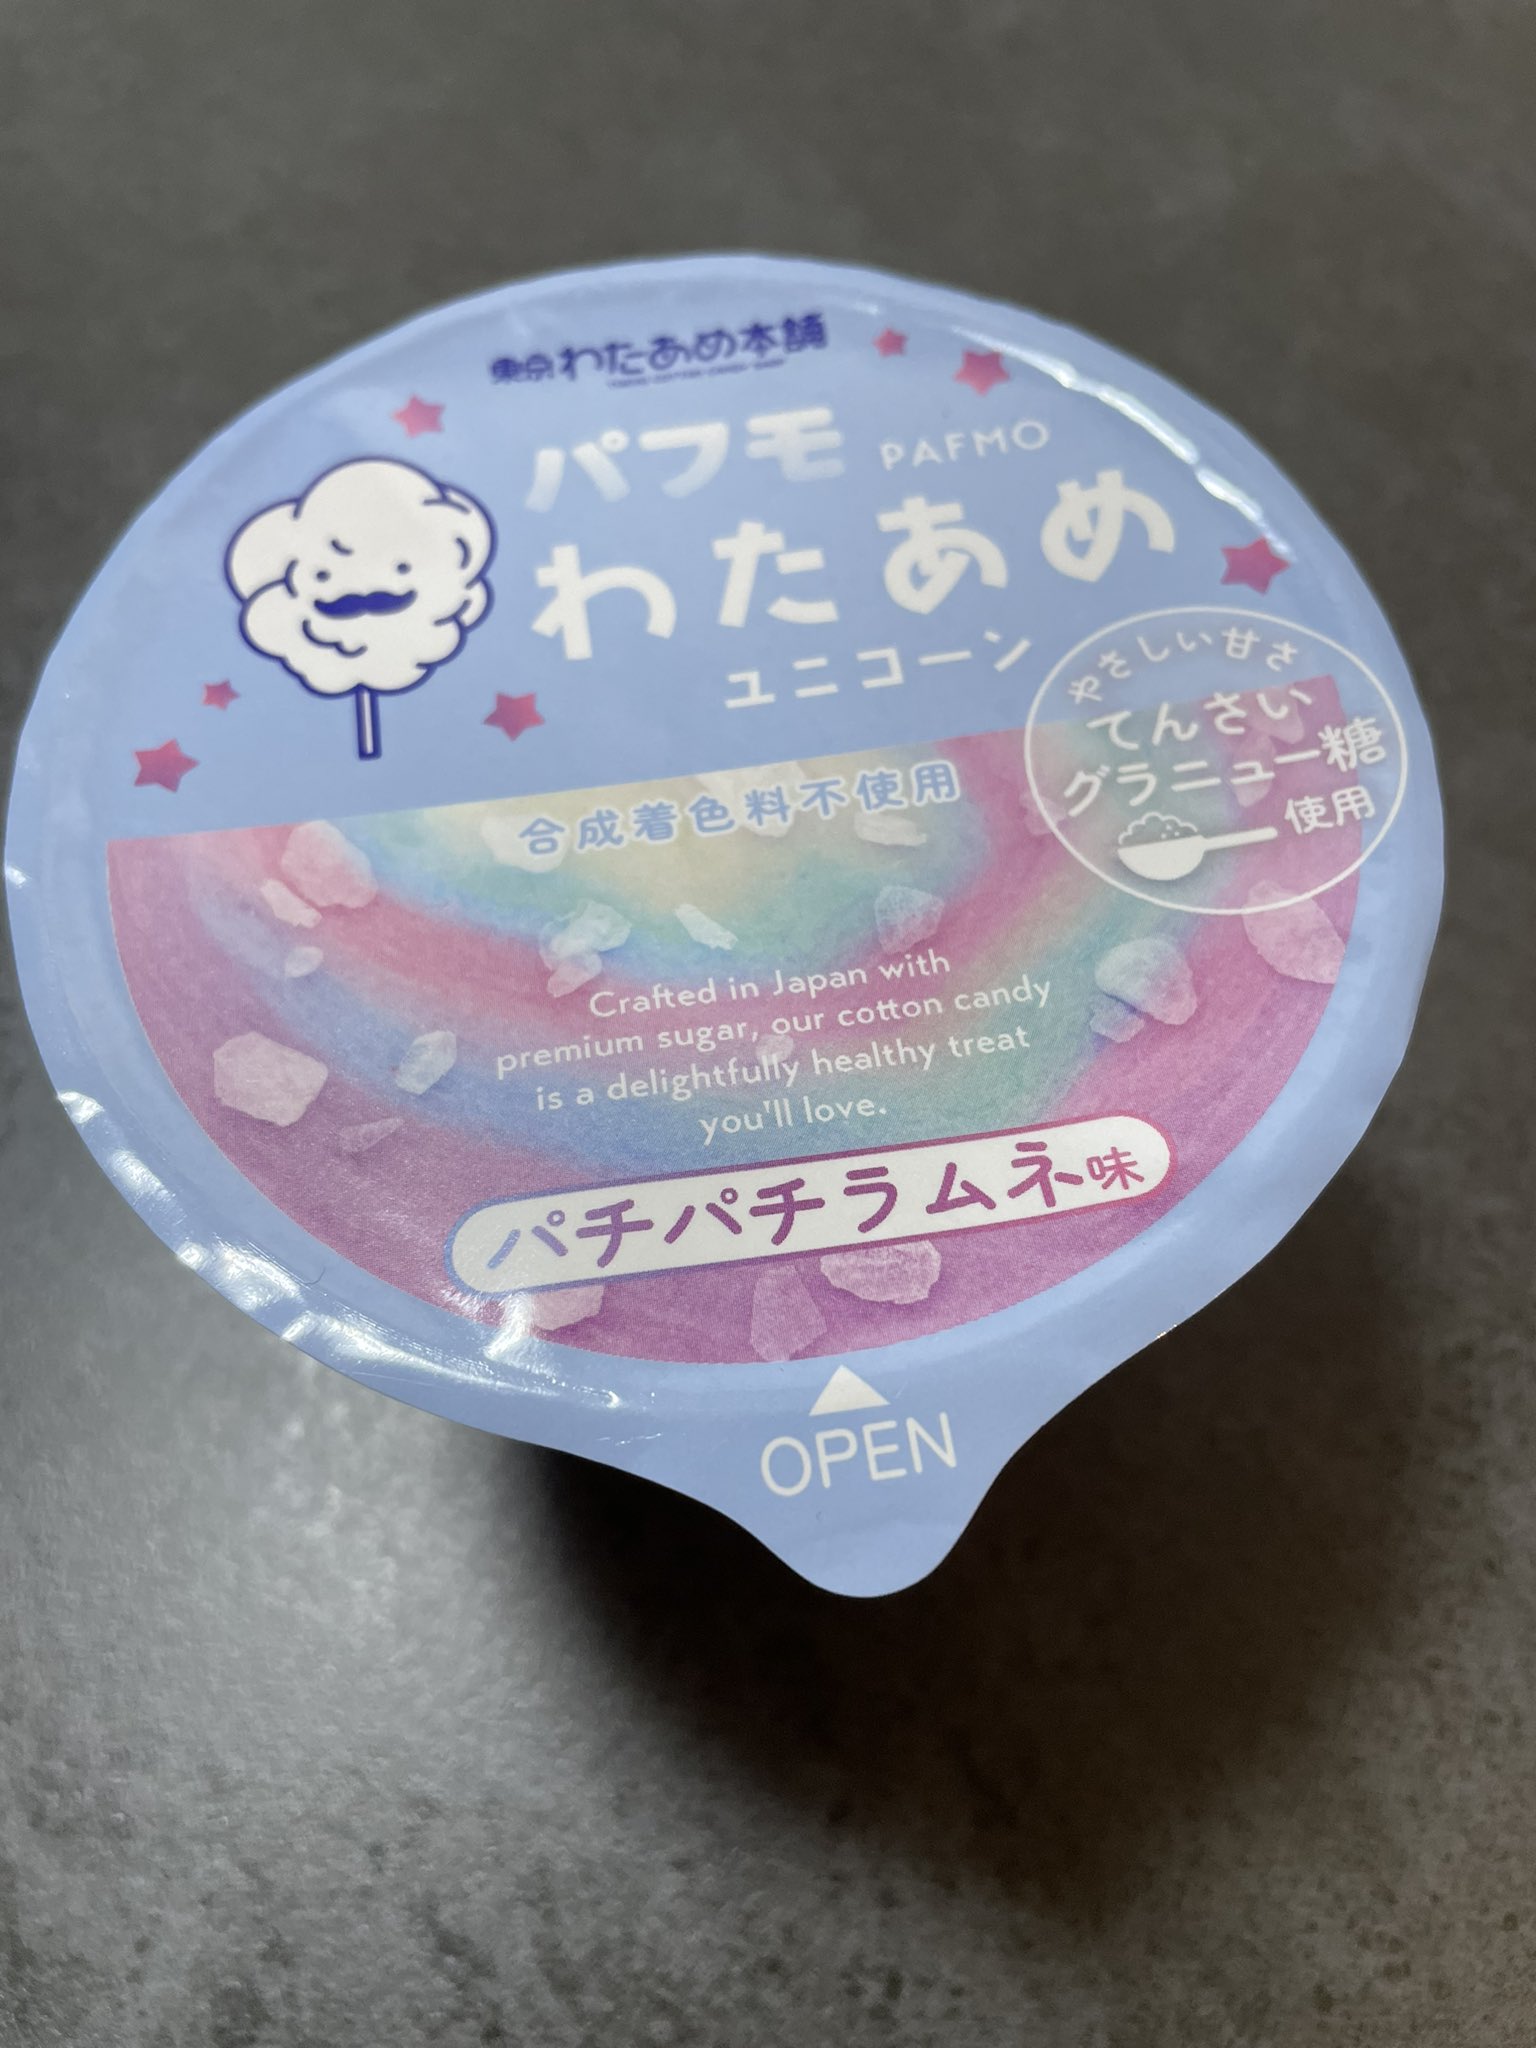 東京わたあめ本舗
パフモ PAFMO
わたあめ
ユニコーン
やさしい甘さ
てんさい
グラニュー糖
使用
合成着色料不使用
Crafted in Japan with
premium sugar, our cotton candy
is a delightfully healthy treat
you'll love.
パチパチラムネ味
OPEN